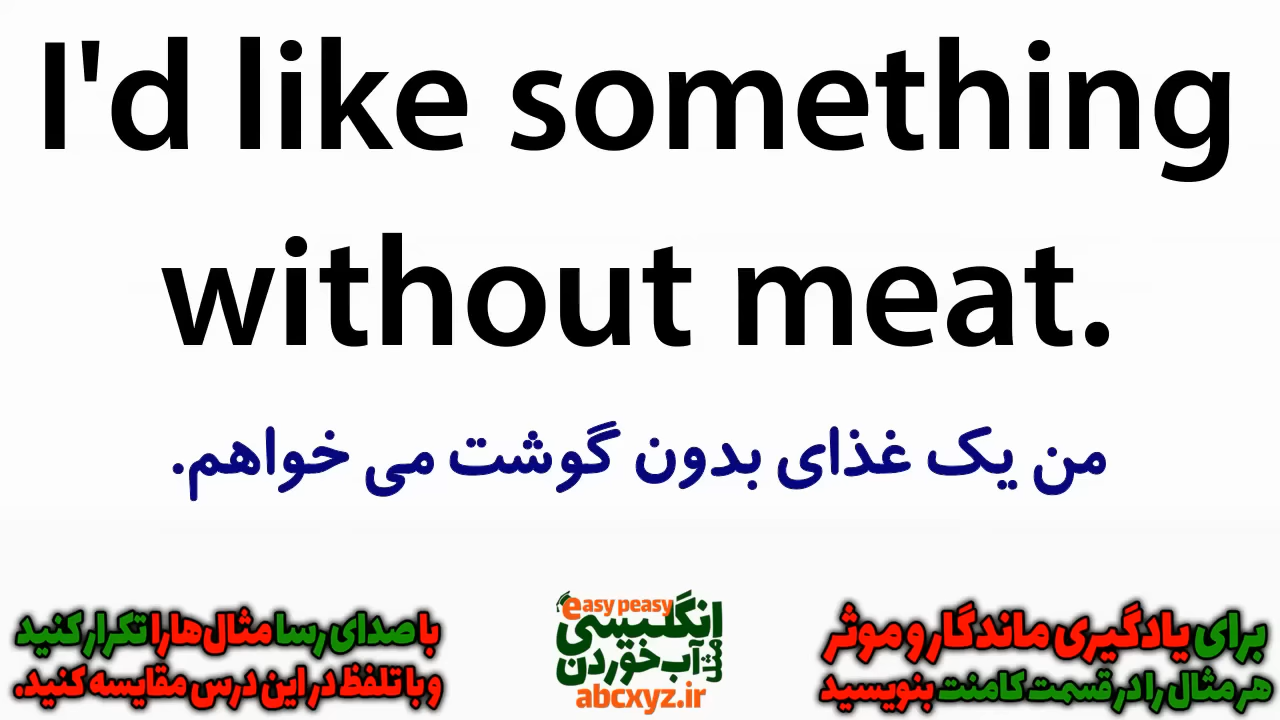 I'd like something
without meat.
من یک غذای بدون گوشت می خواهم.
برای یادگیری ماندگار و موثر
هر مثال را در قسمت کامنت بنویسید
easy peasy
انگلیسی
مثل آب خوردن
abcxyz.ir
با صدای رسا مثال‌ها را تکرار کنید
و با تلفظ در این درس مقایسه کنید.